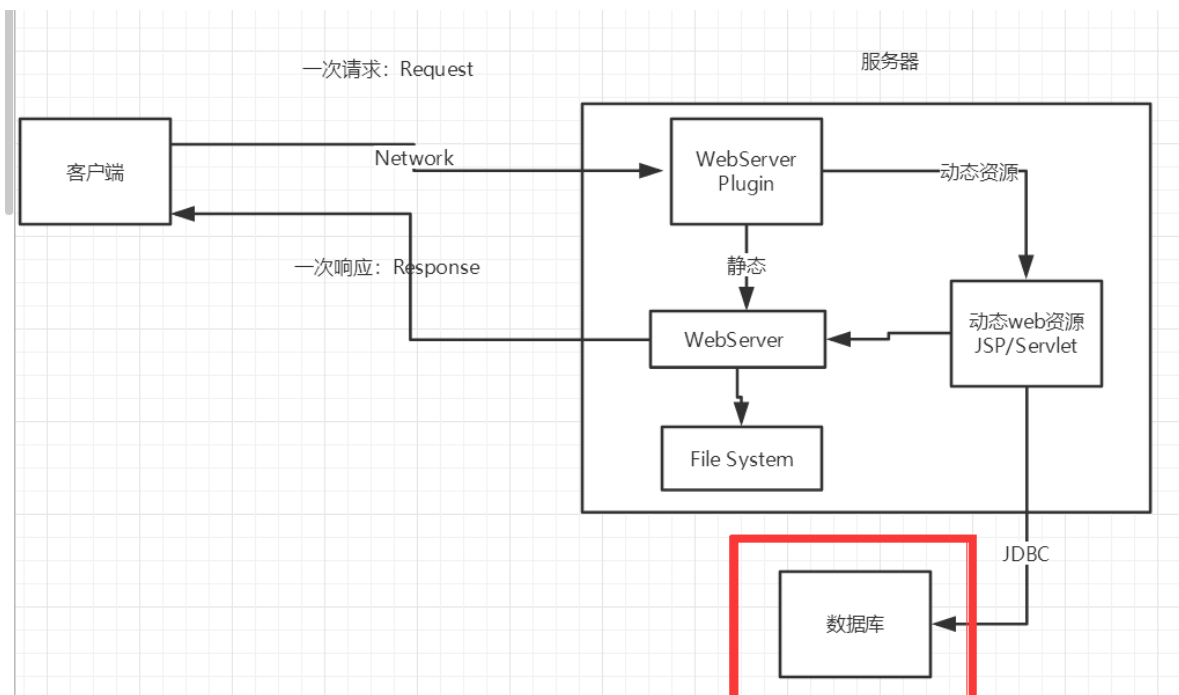 一次请求：Request
服务器
客户端
Network
WebServer
Plugin
动态资源
一次响应：Response
静态
WebServer
动态web资源
JSP/Servlet
File System
JDBC
数据库